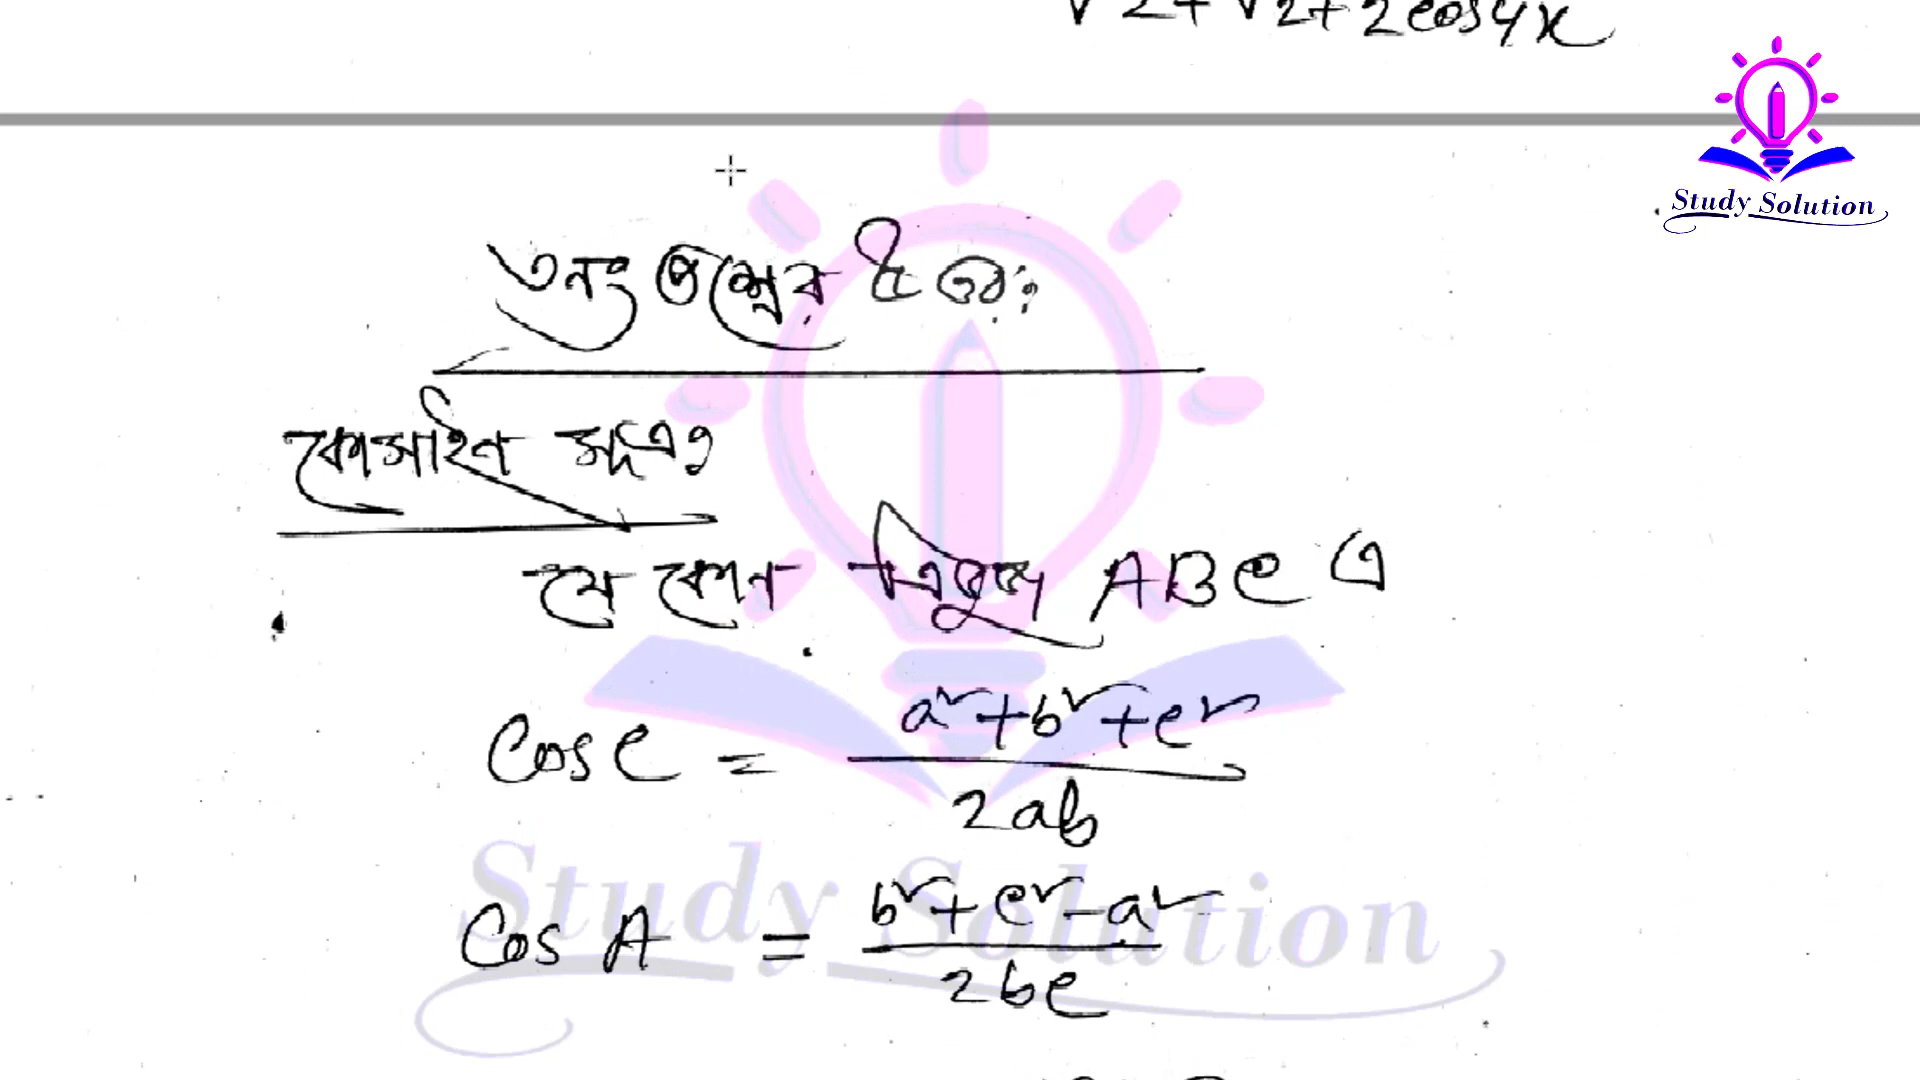 √2+√2+2cos4x
Study Solution
৩নং প্রশ্নের উত্তরঃ
কোসাইন সূত্রঃ
যে কোন ত্রিভুজ ABC এ
Cos C = a²+b²+c² / 2ab
Study Solution
Cos A = b²+c²-a² / 2bc